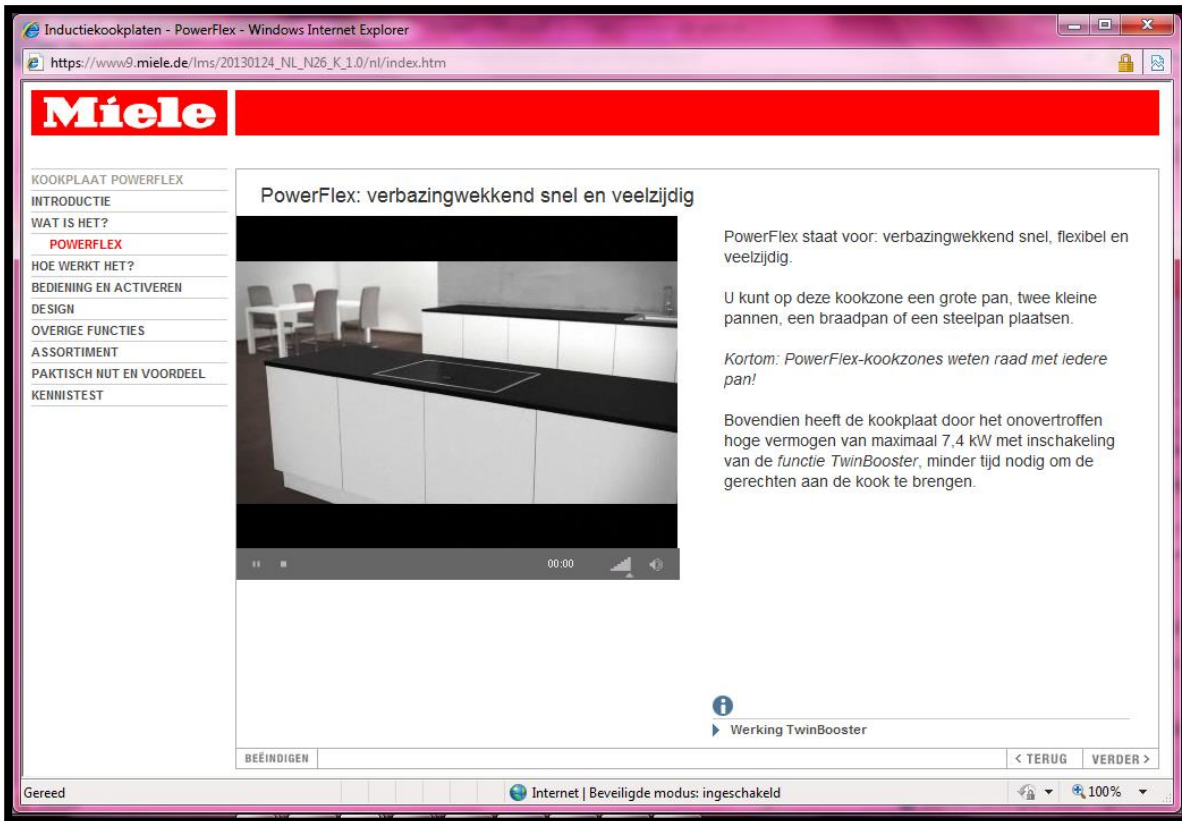 Inductiekookplaten - PowerFlex - Windows Internet Explorer
https://www9.miele.de/lms/20130124_NL_N26_K_1.0/nl/index.htm
Miele
KOOKPLAAT POWERFLEX
INTRODUCTIE
WAT IS HET?
POWERFLEX
HOE WERKT HET?
BEDIENING EN ACTIVEREN
DESIGN
OVERIGE FUNCTIES
ASSORTIMENT
PAKTISCH NUT EN VOORDEEL
KENNISTEST
PowerFlex: verbazingwekkend snel en veelzijdig
00:00
PowerFlex staat voor: verbazingwekkend snel, flexibel en
veelzijdig.
U kunt op deze kookzone een grote pan, twee kleine
pannen, een braadpan of een steelpan plaatsen.
Kortom: PowerFlex-kookzones weten raad met iedere
pan!
Bovendien heeft de kookplaat door het onovertroffen
hoge vermogen van maximaal 7,4 kW met inschakeling
van de functie TwinBooster, minder tijd nodig om de
gerechten aan de kook te brengen.
Werking TwinBooster
BEËINDIGEN
< TERUG
VERDER >
Gereed
Internet | Beveiligde modus: ingeschakeld
100%